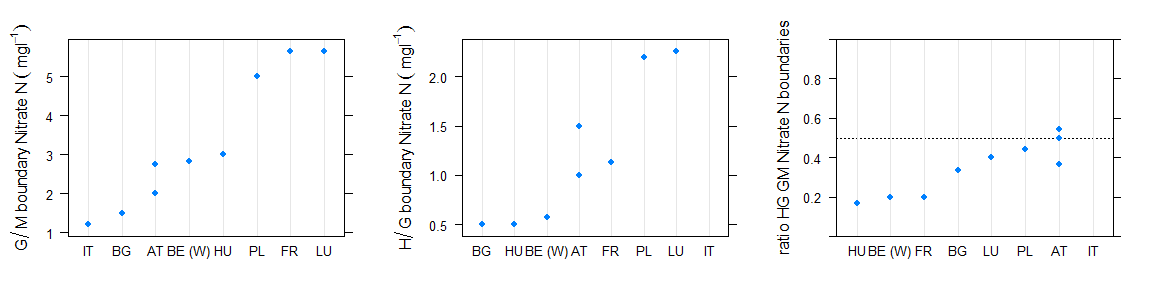 G/ M boundary Nitrate N ( mgl⁻¹)
5
4
3
2
1
IT BG AT BE (W) HU PL FR LU
H/ G boundary Nitrate N ( mgl⁻¹)
2.0
1.5
1.0
0.5
BG HU BE (W) AT FR PL LU IT
ratio HG GM Nitrate N boundaries
0.8
0.6
0.4
0.2
HU BE (W) FR BG LU PL AT IT